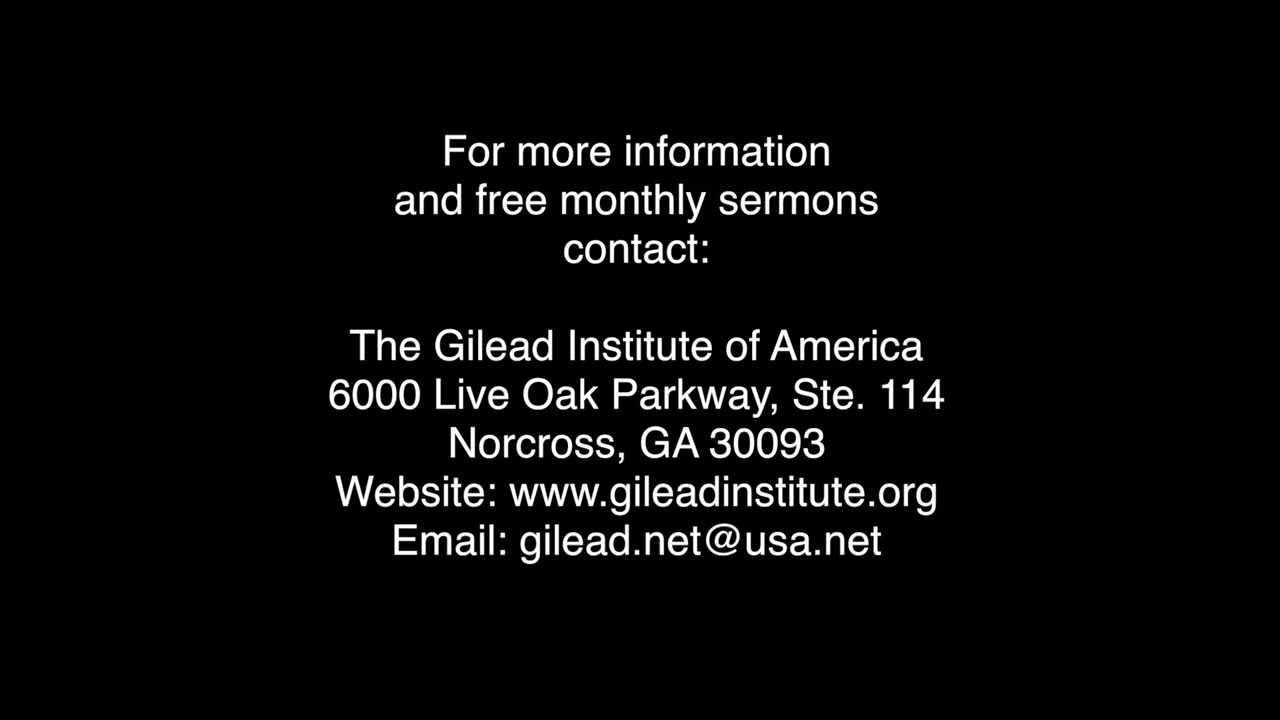 For more information
and free monthly sermons
contact:
The Gilead Institute of America
6000 Live Oak Parkway, Ste. 114
Norcross, GA 30093
Website: www.gileadinstitute.org
Email: gilead.net@usa.net